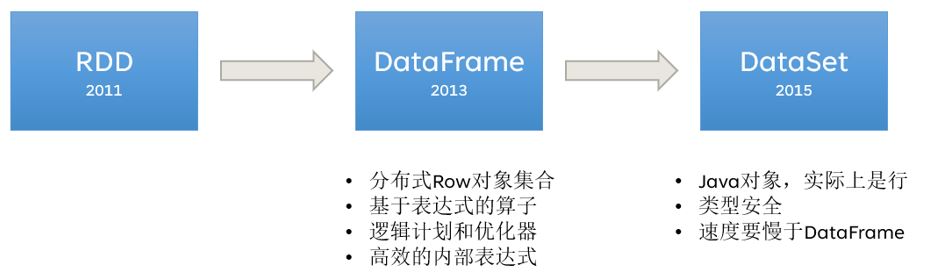 RDD
2011
DataFrame
2013
DataSet
2015
• 分布式Row对象集合
• 基于表达式的算子
• 逻辑计划和优化器
• 高效的内部表达式
• Java对象，实际上是行
• 类型安全
• 速度要慢于DataFrame